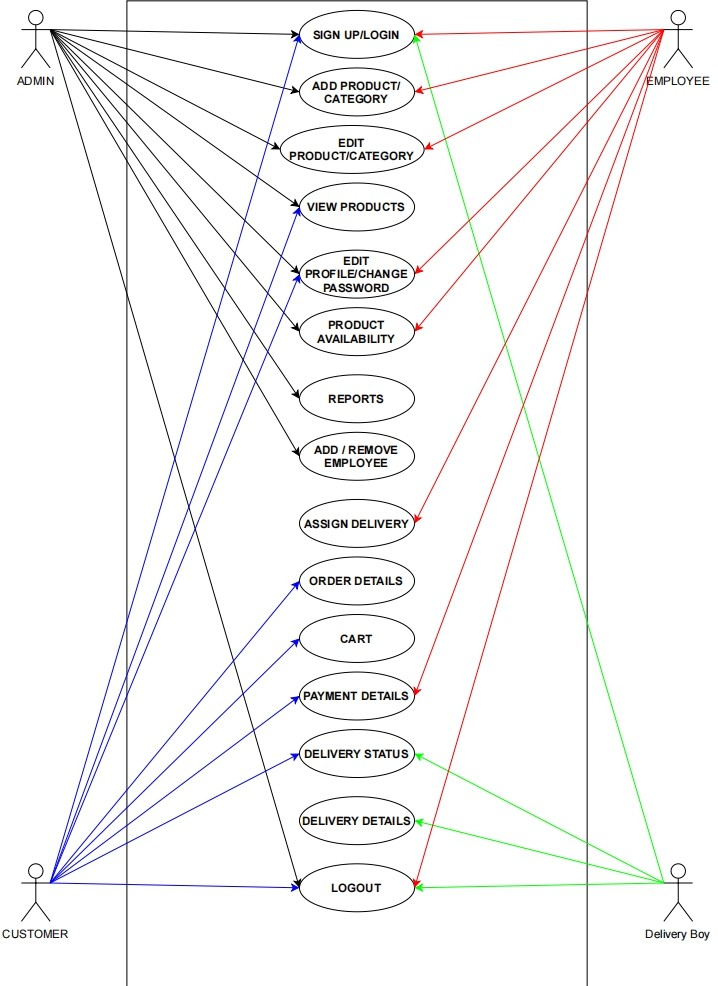 SIGN UP/LOGIN
ADMIN
EMPLOYEE
ADD PRODUCT/
CATEGORY
EDIT
PRODUCT/CATEGORY
VIEW PRODUCTS
EDIT
PROFILE/CHANGE
PASSWORD
PRODUCT
AVAILABILITY
REPORTS
ADD / REMOVE
EMPLOYEE
ASSIGN DELIVERY
ORDER DETAILS
CART
PAYMENT DETAILS
DELIVERY STATUS
DELIVERY DETAILS
LOGOUT
CUSTOMER
Delivery Boy